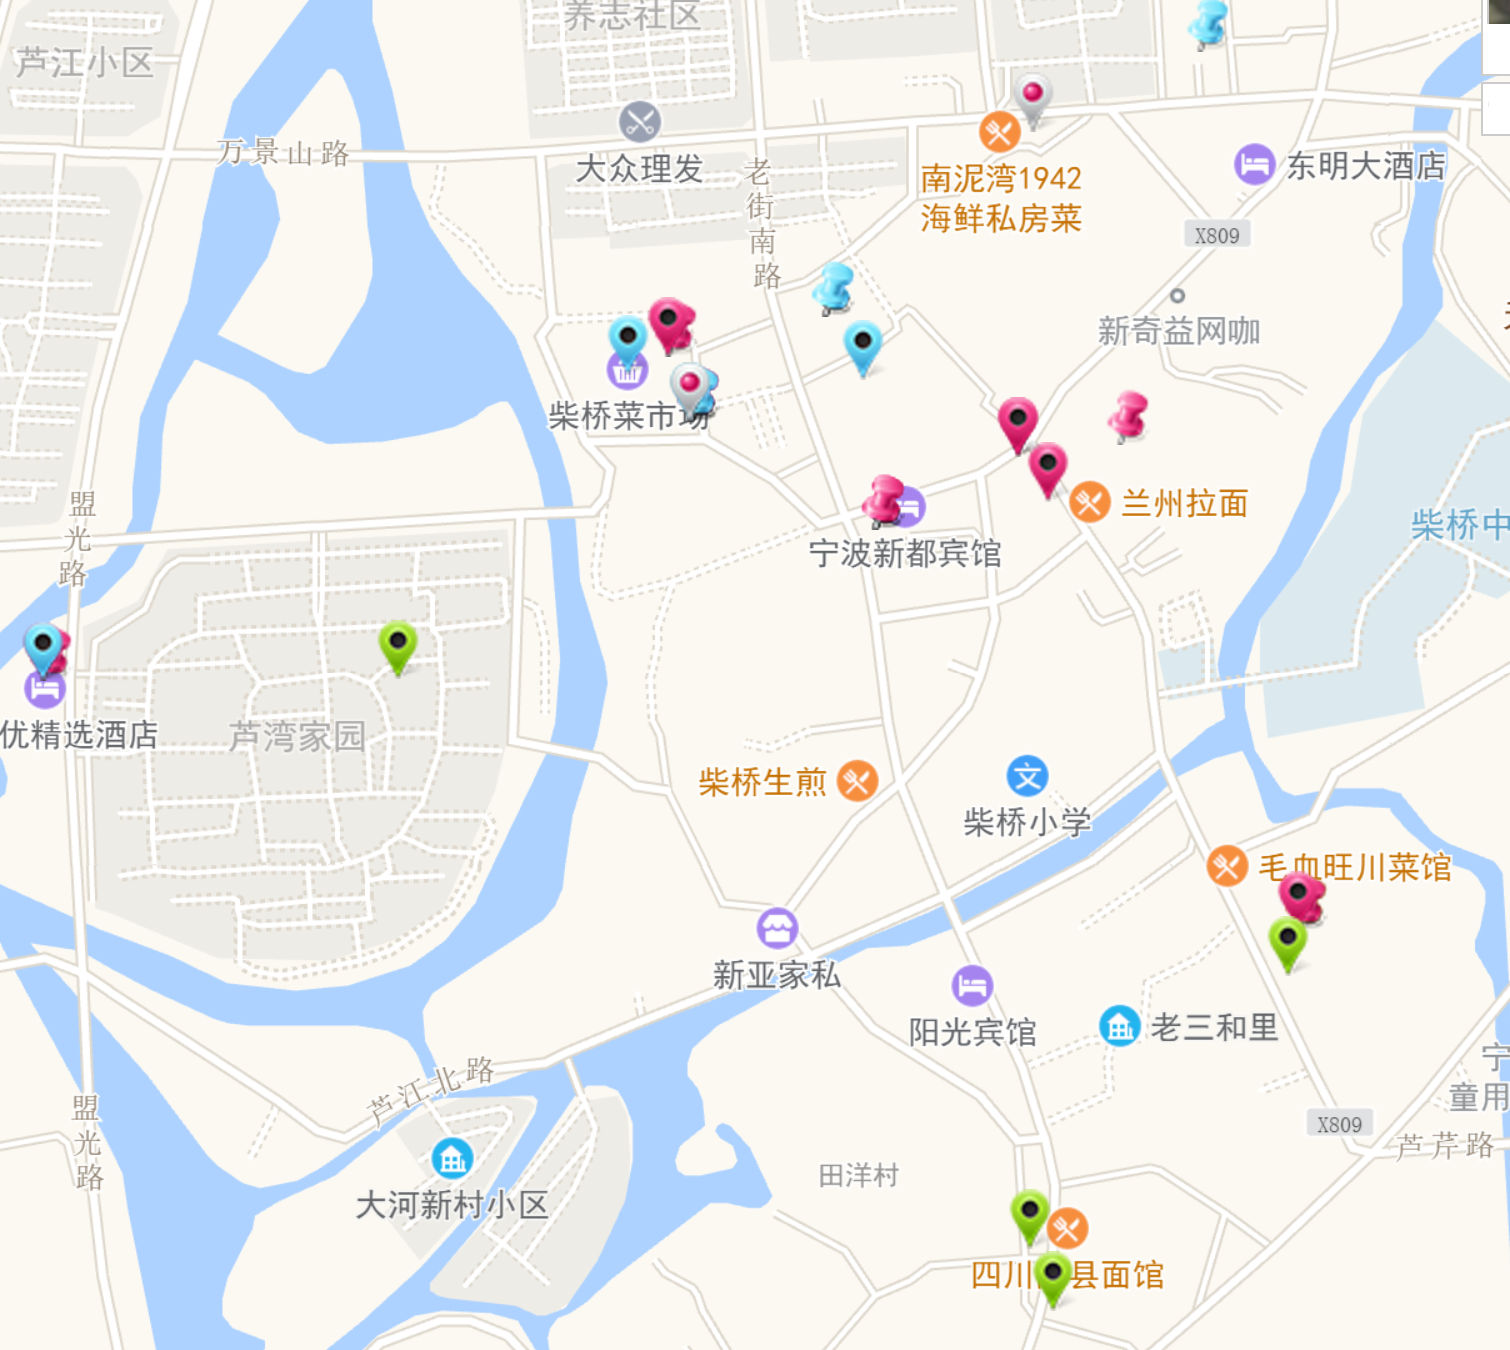 养志社区
芦江小区
万景山路
大众理发
老街南路
南泥湾1942
海鲜私房菜
东明大酒店
X809
新奇益网咖
柴桥菜市场
兰州拉面
柴桥中
盟光路
宁波新都宾馆
优精选酒店
芦湾家园
柴桥生煎
柴桥小学
毛血旺川菜馆
新亚家私
阳光宾馆
老三和里
宁
童用
芦江北路
盟光路
X809
芦芹路
大河新村小区
田洋村
四川
县面馆